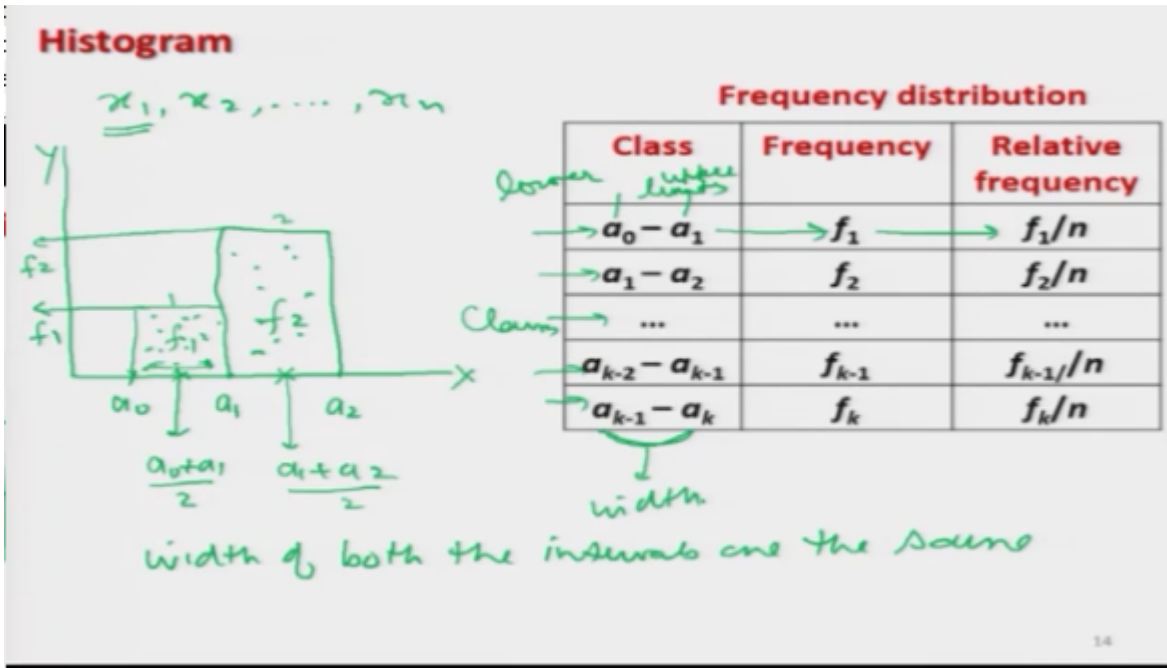 Histogram
x₁, x₂, ....., xₙ
Y
f2
f1
2
1
f1
f2
X
a₀ a₁ a₂
a₀+a₁/2
a₁+a₂/2
Frequency distribution
Class Frequency Relative frequency
lower upper limits
a₀ – a₁ f₁ f₁/n
a₁ – a₂ f₂ f₂/n
... ... ...
aₖ₋₂ – aₖ₋₁ fₖ₋₁ fₖ₋₁//n
aₖ₋₁ – aₖ fₖ fₖ/n
width
width of both the intervals are the same
14